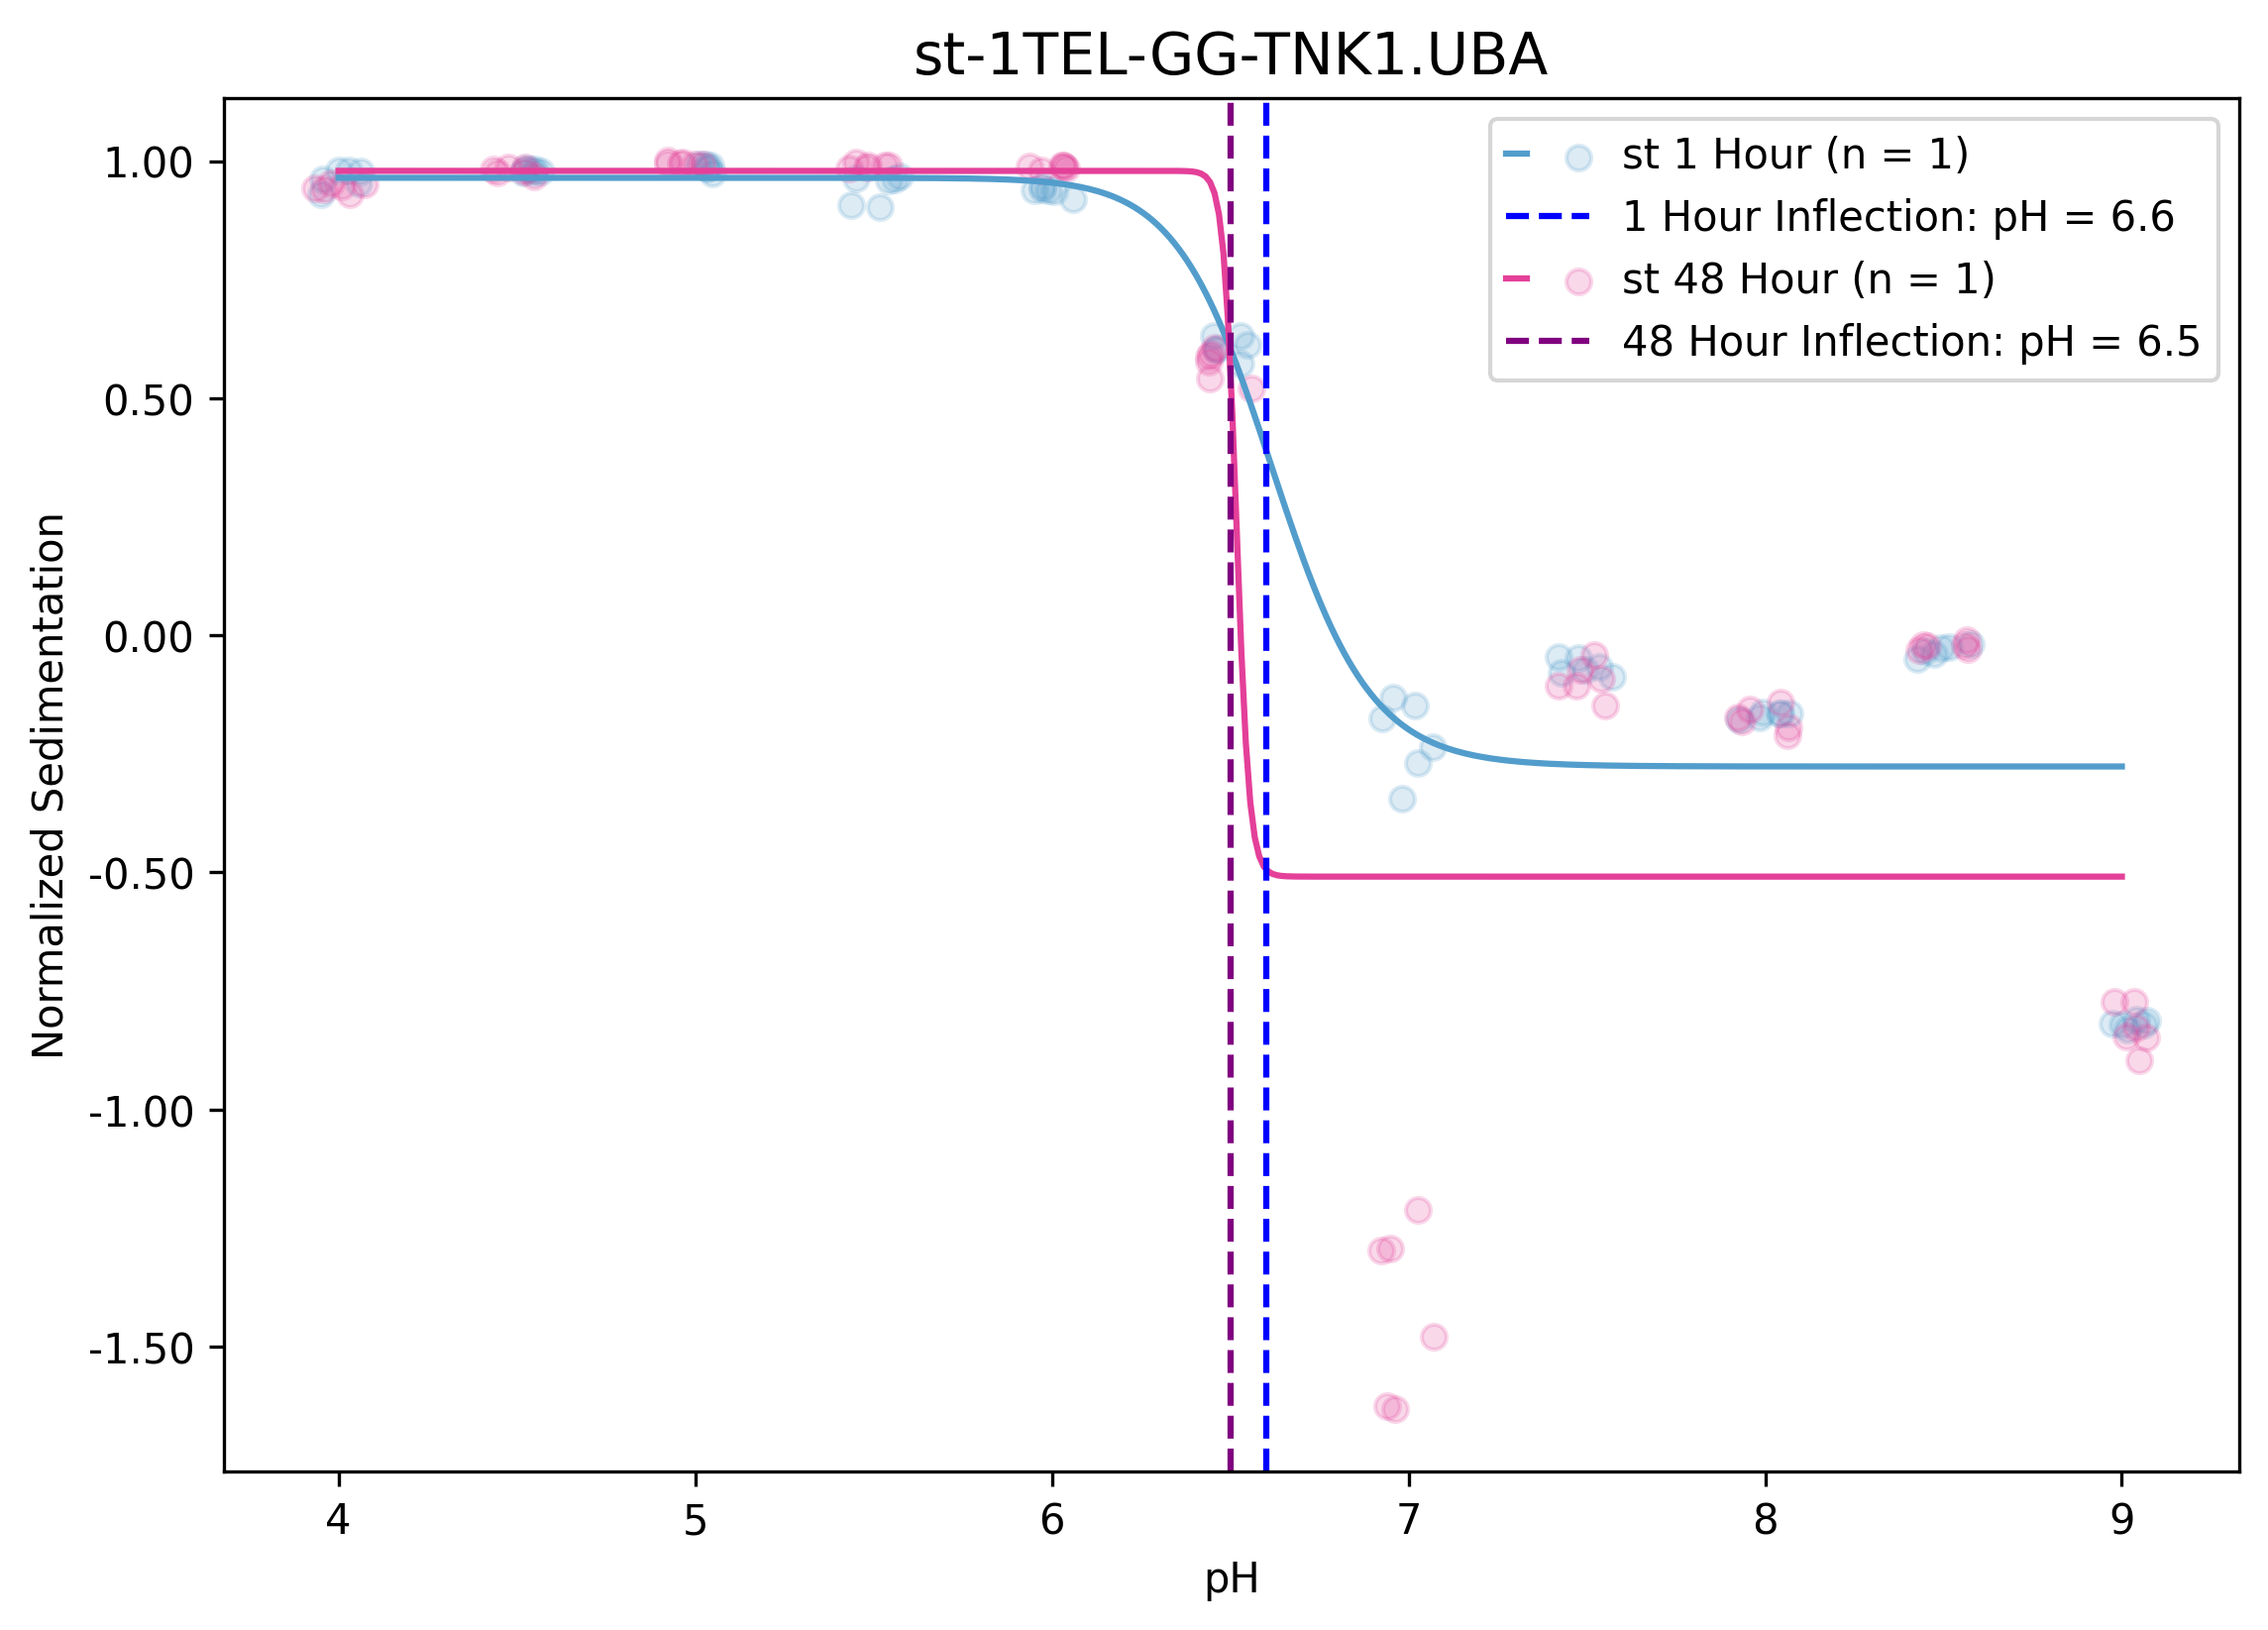 st-1TEL-GG-TNK1.UBA
st 1 Hour (n = 1)
1 Hour Inflection: pH = 6.6
st 48 Hour (n = 1)
48 Hour Inflection: pH = 6.5
Normalized Sedimentation
1.00
0.50
0.00
-0.50
-1.00
-1.50
4 5 6 7 8 9
pH